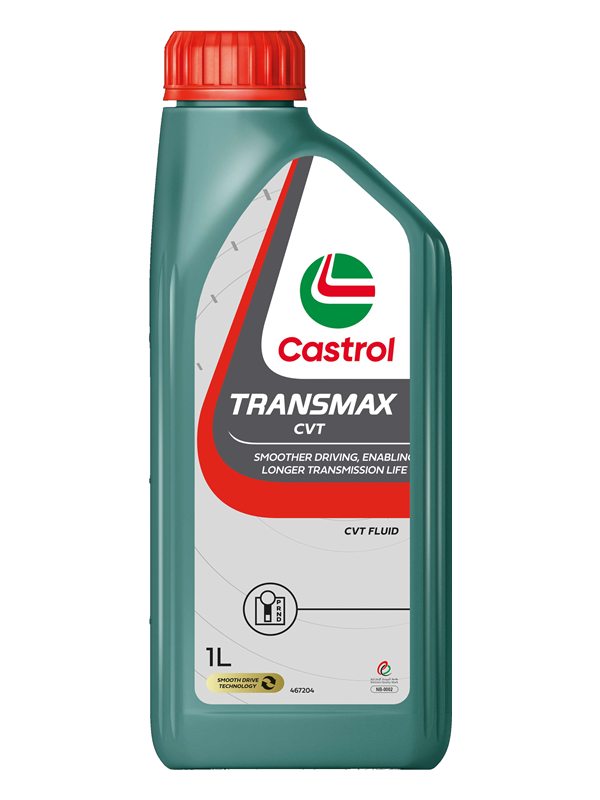 Castrol
TRANSMAX
CVT
SMOOTHER DRIVING, ENABLING
LONGER TRANSMISSION LIFE
CVT FLUID
P
R
N
D
1L
SMOOTH DRIVE
TECHNOLOGY
467204
NB-0002